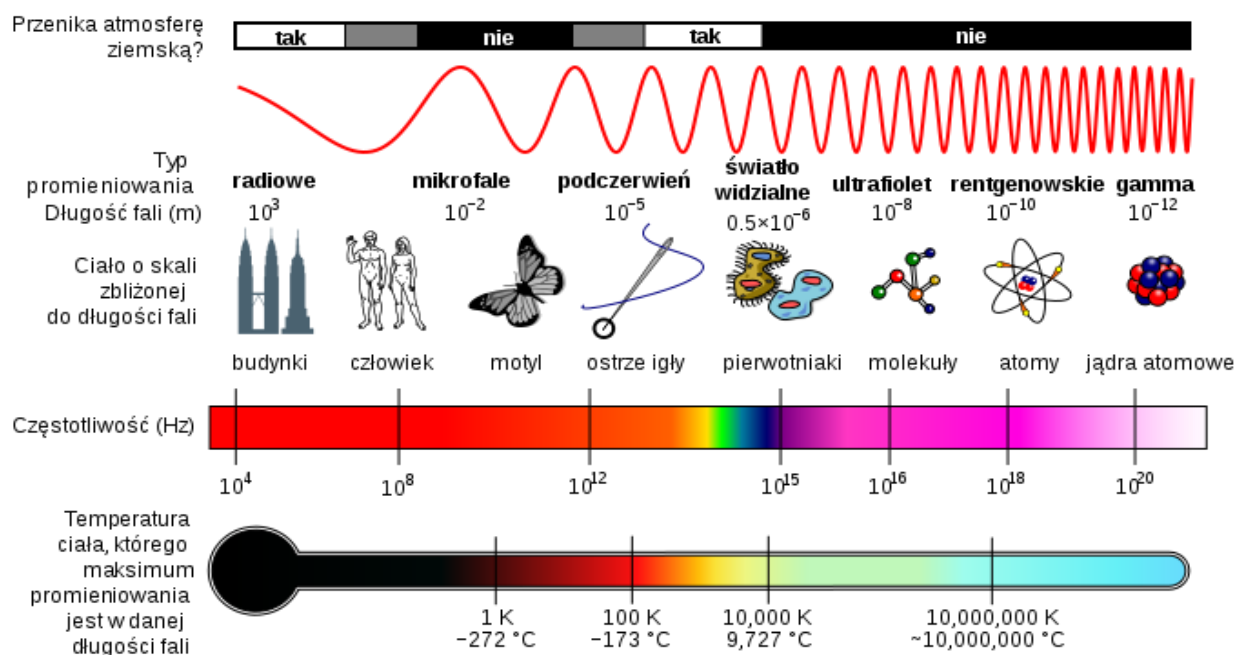 Przenika atmosferę
ziemską?
tak nie tak nie
Typ
promieniowania
Długość fali (m)
radiowe mikrofale podczerwień światło widzialne ultrafiolet rentgenowskie gamma
10³ 10⁻² 10⁻⁵ 0.5×10⁻⁶ 10⁻⁸ 10⁻¹⁰ 10⁻¹²
Ciało o skali
zbliżonej
do długości fali
budynki człowiek motyl ostrze igły pierwotniaki molekuły atomy jądra atomowe
Częstotliwość (Hz)
10⁴ 10⁸ 10¹² 10¹⁵ 10¹⁶ 10¹⁸ 10²⁰
Temperatura
ciała, którego
maksimum
promieniowania
jest w danej
długości fali
1 K 100 K 10,000 K 10,000,000 K
−272 °C −173 °C 9,727 °C ~10,000,000 °C